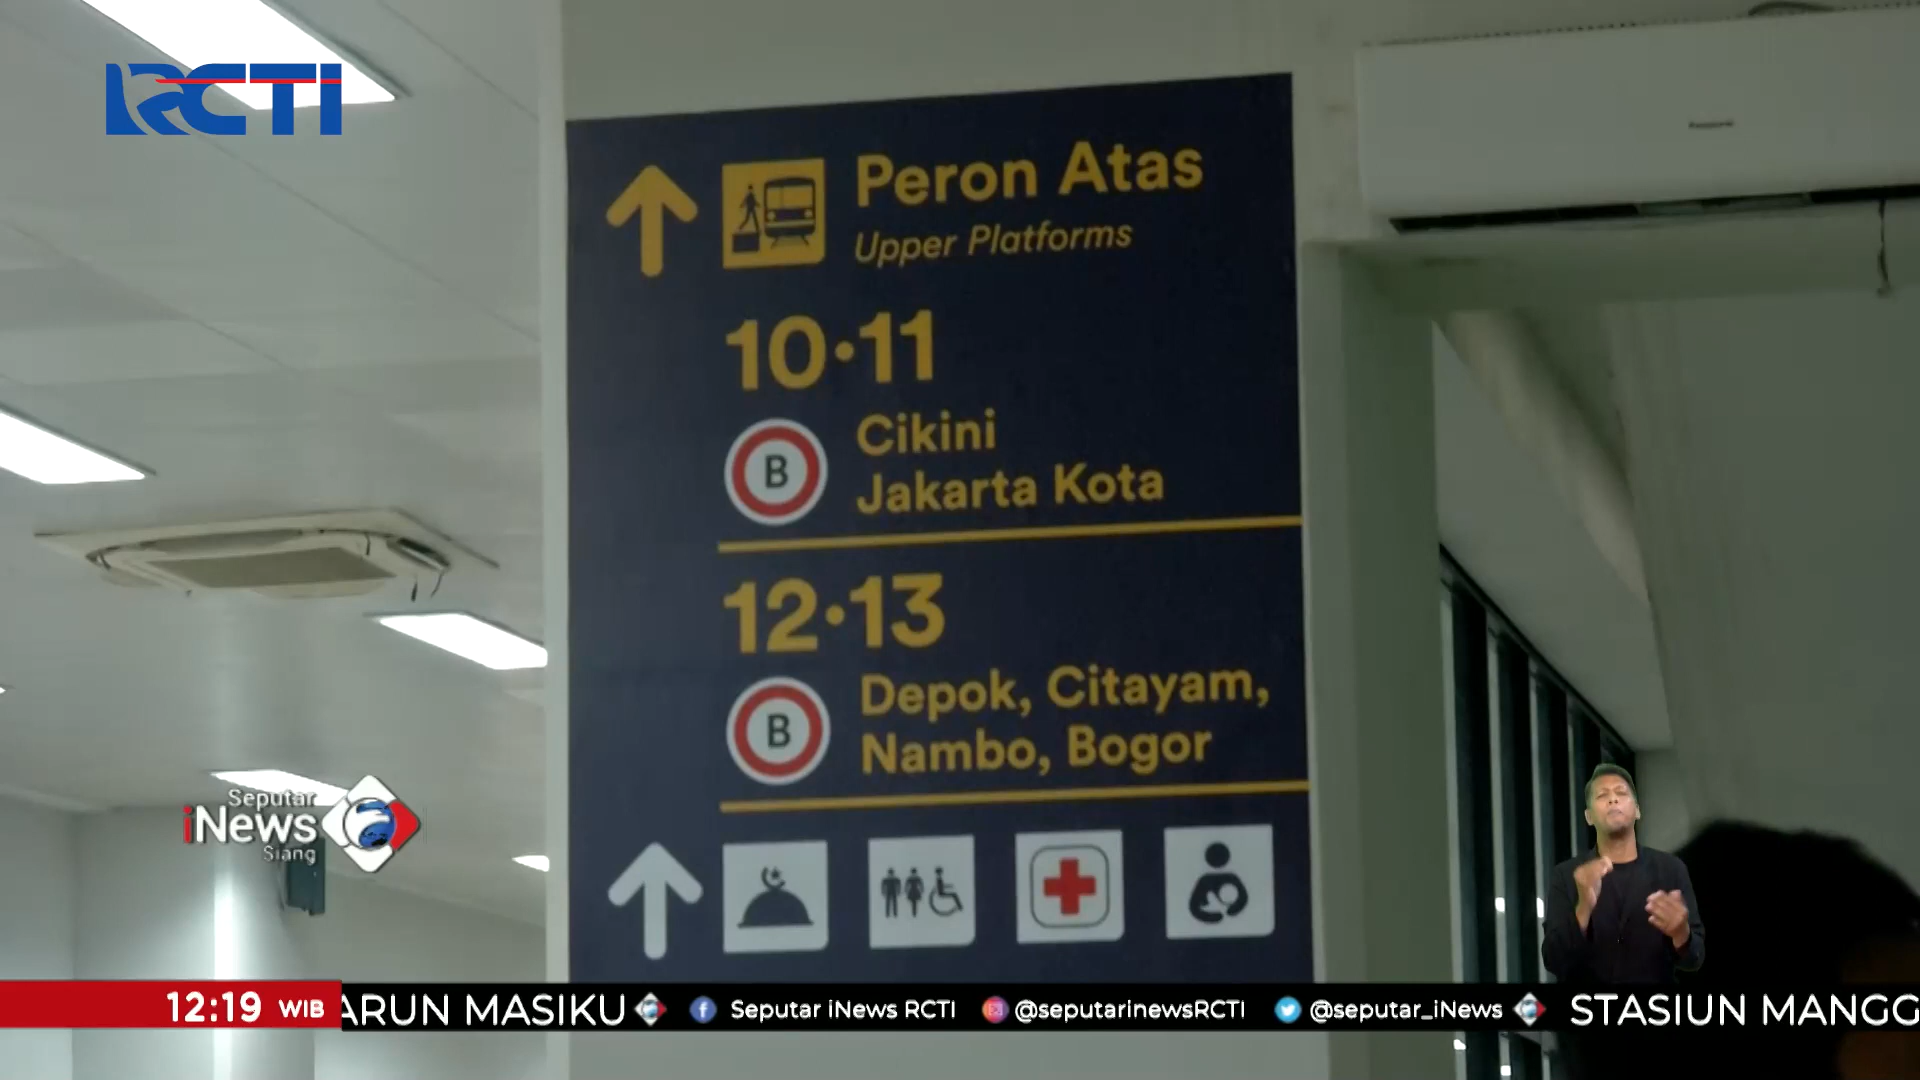 RCTI
Peron Atas
Upper Platforms
10•11
B
Cikini
Jakarta Kota
12•13
B
Depok, Citayam,
Nambo, Bogor
Panasonic
Seputar
iNews
Siang
12:19 WIB
ARUN MASIKU
Seputar iNews RCTI
@seputarinewsRCTI
@seputar_iNews
STASIUN MANGG